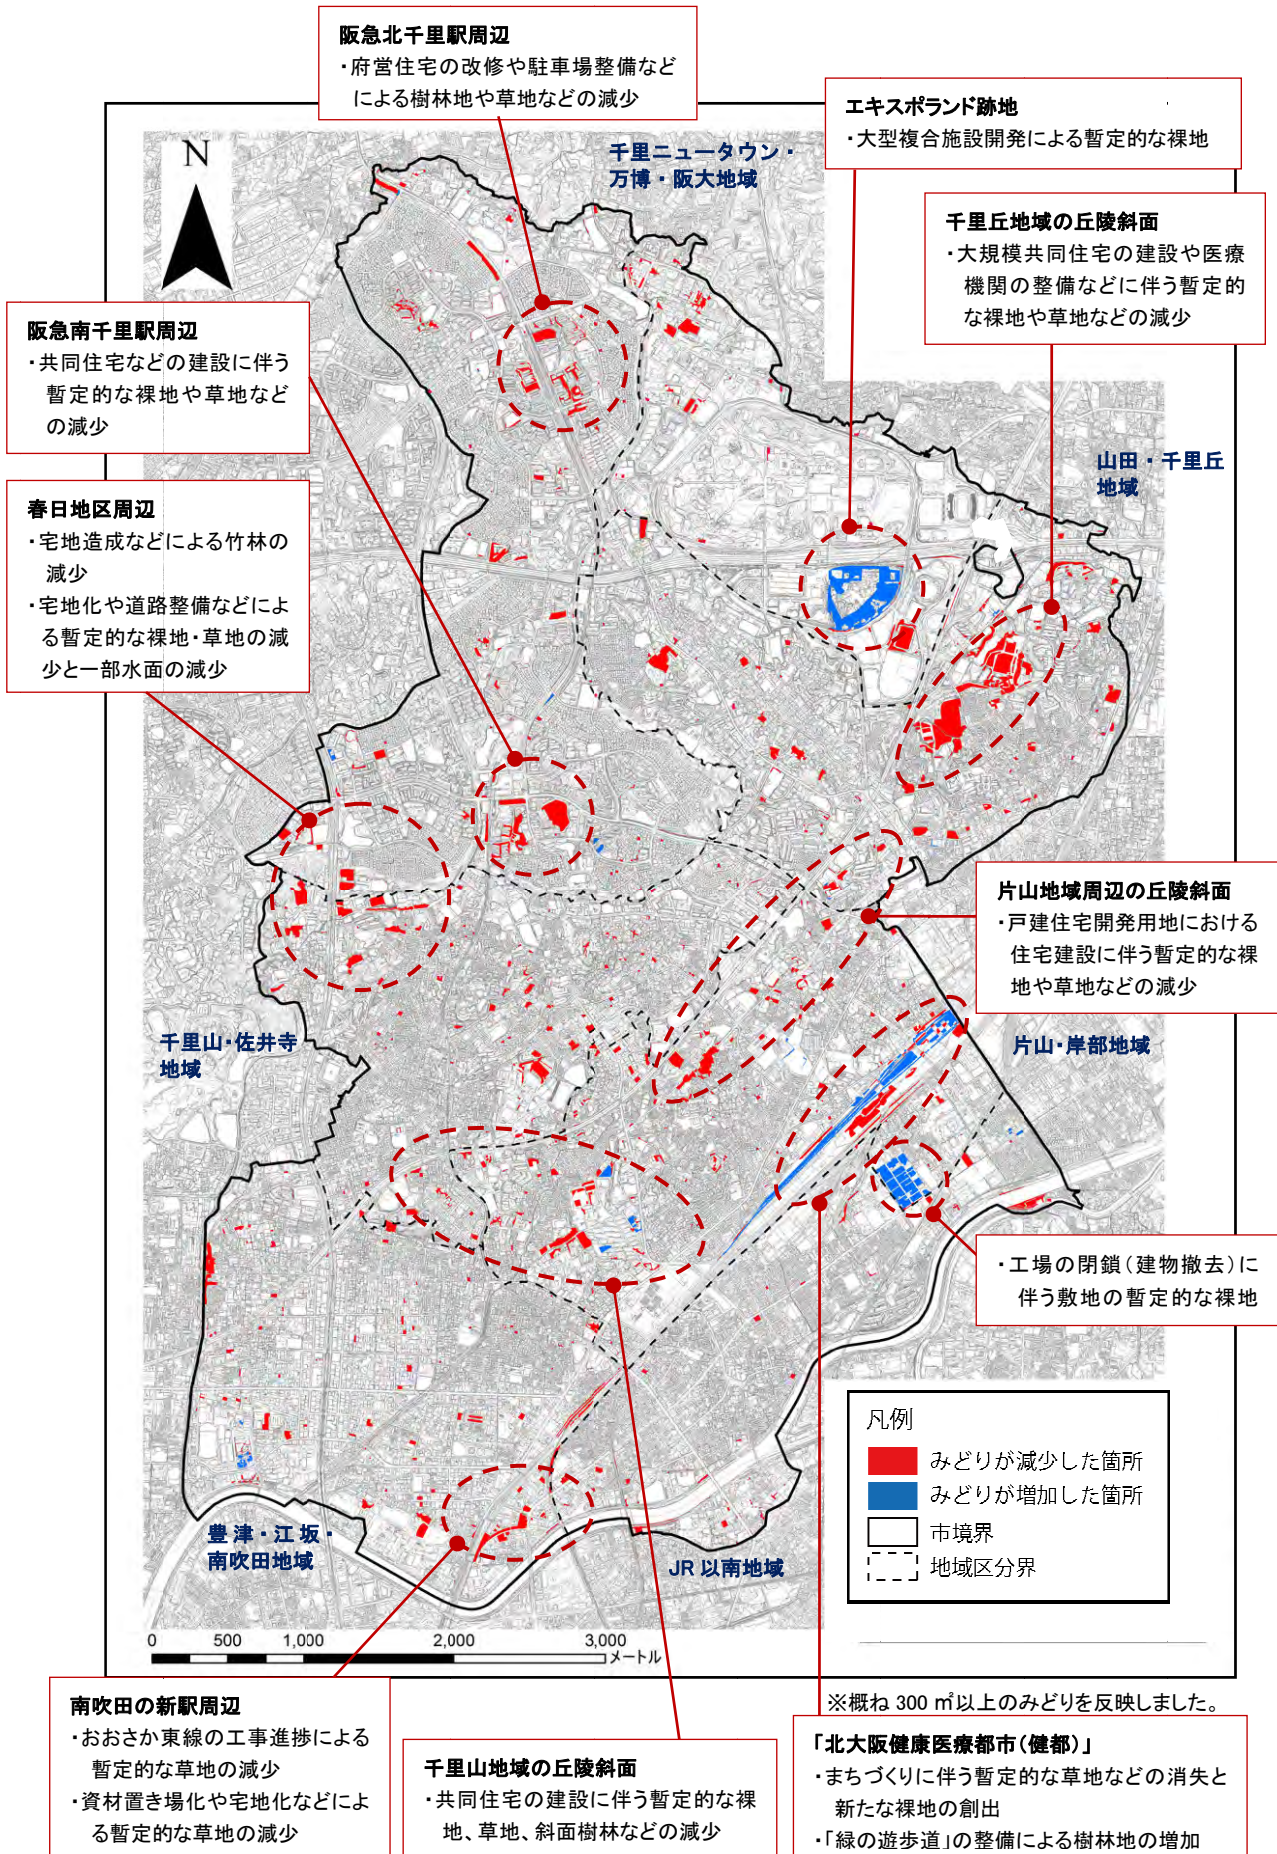 阪急北千里駅周辺
・府営住宅の改修や駐車場整備など
による樹林地や草地などの減少
エキスポランド跡地
・大型複合施設開発による暫定的な裸地
N
千里ニュータウン・
万博・阪大地域
千里丘地域の丘陵斜面
・大規模共同住宅の建設や医療
機関の整備などに伴う暫定的
な裸地や草地などの減少
阪急南千里駅周辺
・共同住宅などの建設に伴う
暫定的な裸地や草地など
の減少
山田・千里丘
地域
春日地区周辺
・宅地造成などによる竹林の
減少
・宅地化や道路整備などによ
る暫定的な裸地・草地の減
少と一部水面の減少
片山地域周辺の丘陵斜面
・戸建住宅開発用地における
住宅建設に伴う暫定的な裸
地や草地などの減少
千里山・佐井寺
地域
片山・岸部地域
・工場の閉鎖（建物撤去）に
伴う敷地の暫定的な裸地
凡例
みどりが減少した箇所
みどりが増加した箇所
市境界
地域区分界
豊津・江坂・
南吹田地域
JR 以南地域
0 500 1,000 2,000 3,000
メートル
※概ね 300 ㎡以上のみどりを反映しました。
南吹田の新駅周辺
・おおさか東線の工事進捗による
暫定的な草地の減少
・資材置き場化や宅地化などによ
る暫定的な草地の減少
千里山地域の丘陵斜面
・共同住宅の建設に伴う暫定的な裸
地、草地、斜面樹林などの減少
「北大阪健康医療都市（健都）」
・まちづくりに伴う暫定的な草地などの消失と
新たな裸地の創出
・「緑の遊歩道」の整備による樹林地の増加